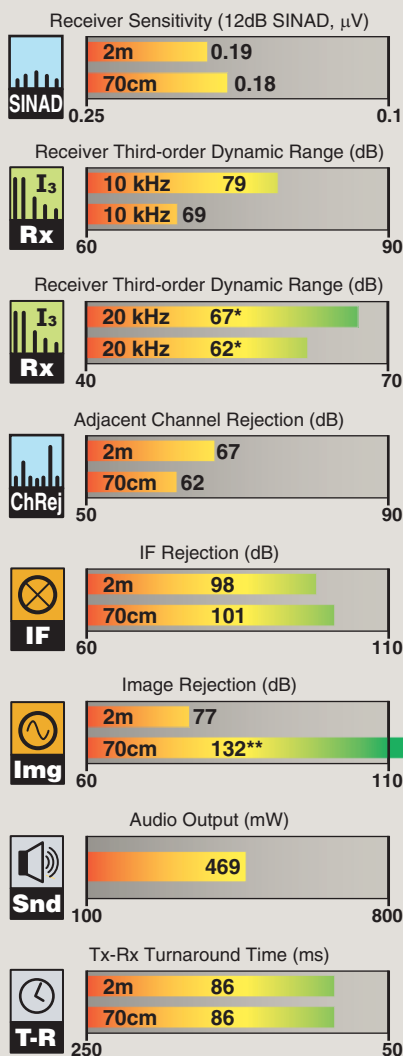 Receiver Sensitivity (12dB SINAD, µV)
2m 0.19
70cm 0.18
SINAD
0.25 0.1
Receiver Third-order Dynamic Range (dB)
I3
10 kHz 79
10 kHz 69
Rx
60 90
Receiver Third-order Dynamic Range (dB)
I3
20 kHz 67*
20 kHz 62*
Rx
40 70
Adjacent Channel Rejection (dB)
2m 67
70cm 62
ChRej
50 90
IF Rejection (dB)
2m 98
70cm 101
IF
60 110
Image Rejection (dB)
2m 77
70cm 132**
Img
60 110
Audio Output (mW)
469
Snd
100 800
Tx-Rx Turnaround Time (ms)
2m 86
70cm 86
T-R
250 50